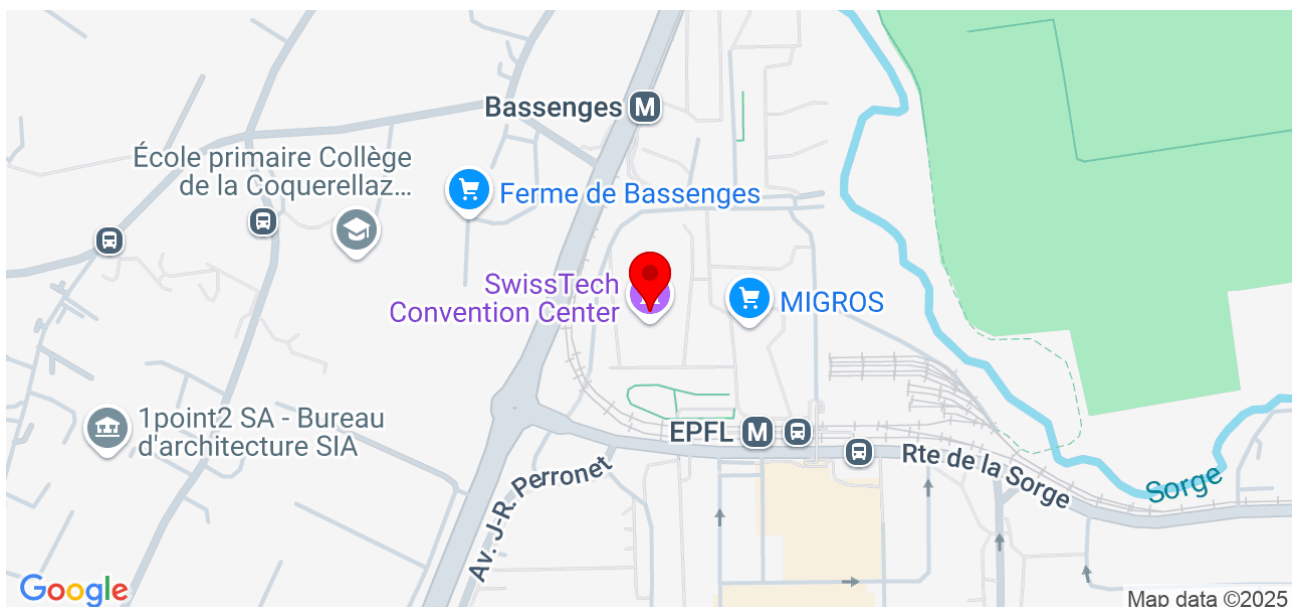 Bassenges
École primaire Collège
de la Coquerellaz...
Ferme de Bassenges
SwissTech
Convention Center
MIGROS
1point2 SA - Bureau
d'architecture SIA
EPFL
Rte de la Sorge
Sorge
Av. J-R. Perronet
Google
Map data ©2025